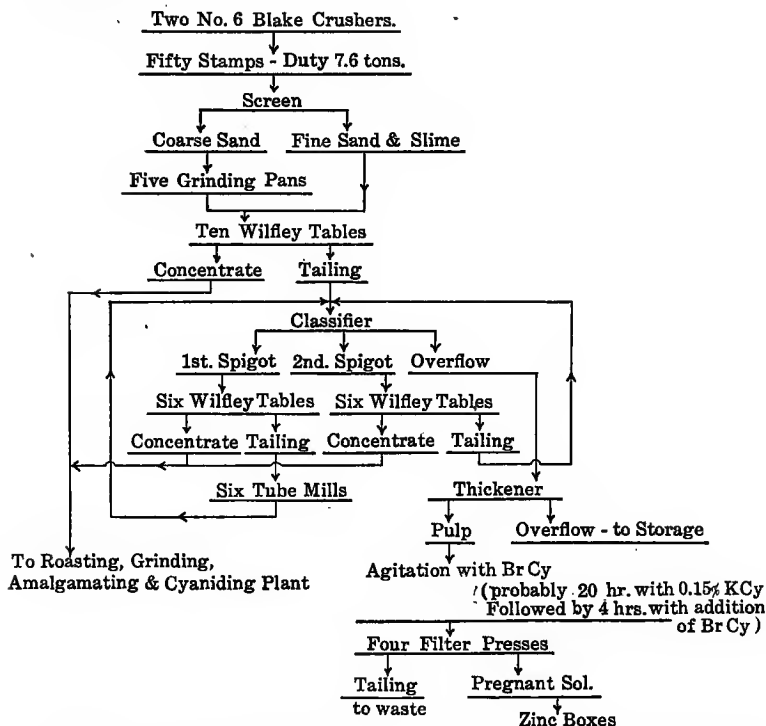 Two No. 6 Blake Crushers.
Fifty Stamps - Duty 7.6 tons.
Screen
Coarse Sand Fine Sand & Slime
Five Grinding Pans
Ten Wilfley Tables
Concentrate Tailing
Classifier
1st. Spigot 2nd. Spigot Overflow
Six Wilfley Tables Six Wilfley Tables
Concentrate Tailing Concentrate Tailing
Six Tube Mills Thickener
Pulp Overflow - to Storage
To Roasting, Grinding,
Amalgamating & Cyaniding Plant
Agitation with Br Cy
(probably 20 hr. with 0.15% KCy
Followed by 4 hrs. with addition
of Br Cy)
Four Filter Presses
Tailing Pregnant Sol.
to waste
Zinc Boxes